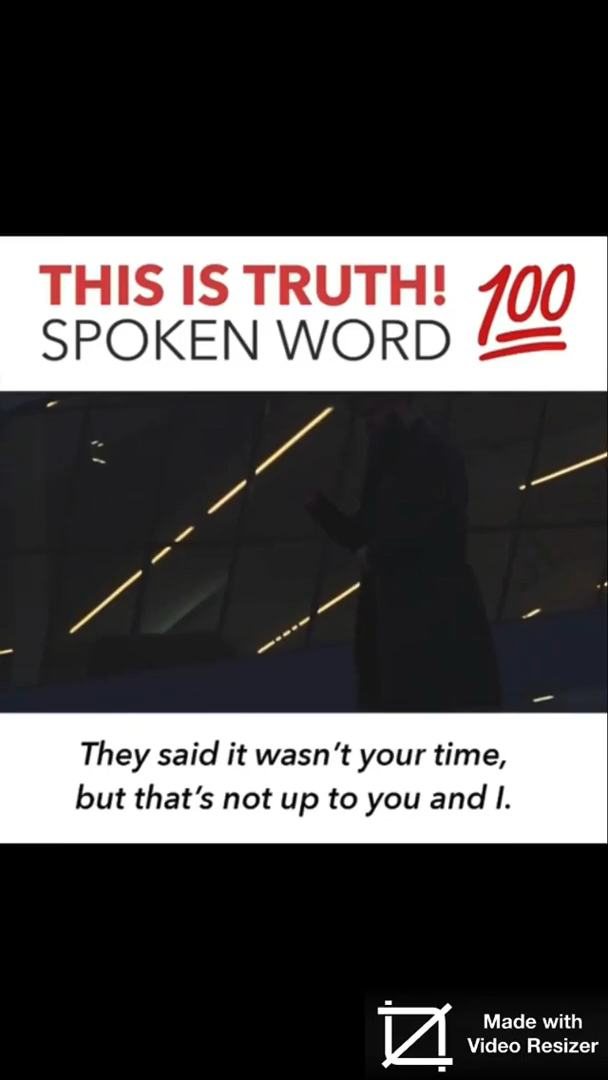 THIS IS TRUTH!
SPOKEN WORD
100
They said it wasn't your time,
but that's not up to you and I.
Made with
Video Resizer